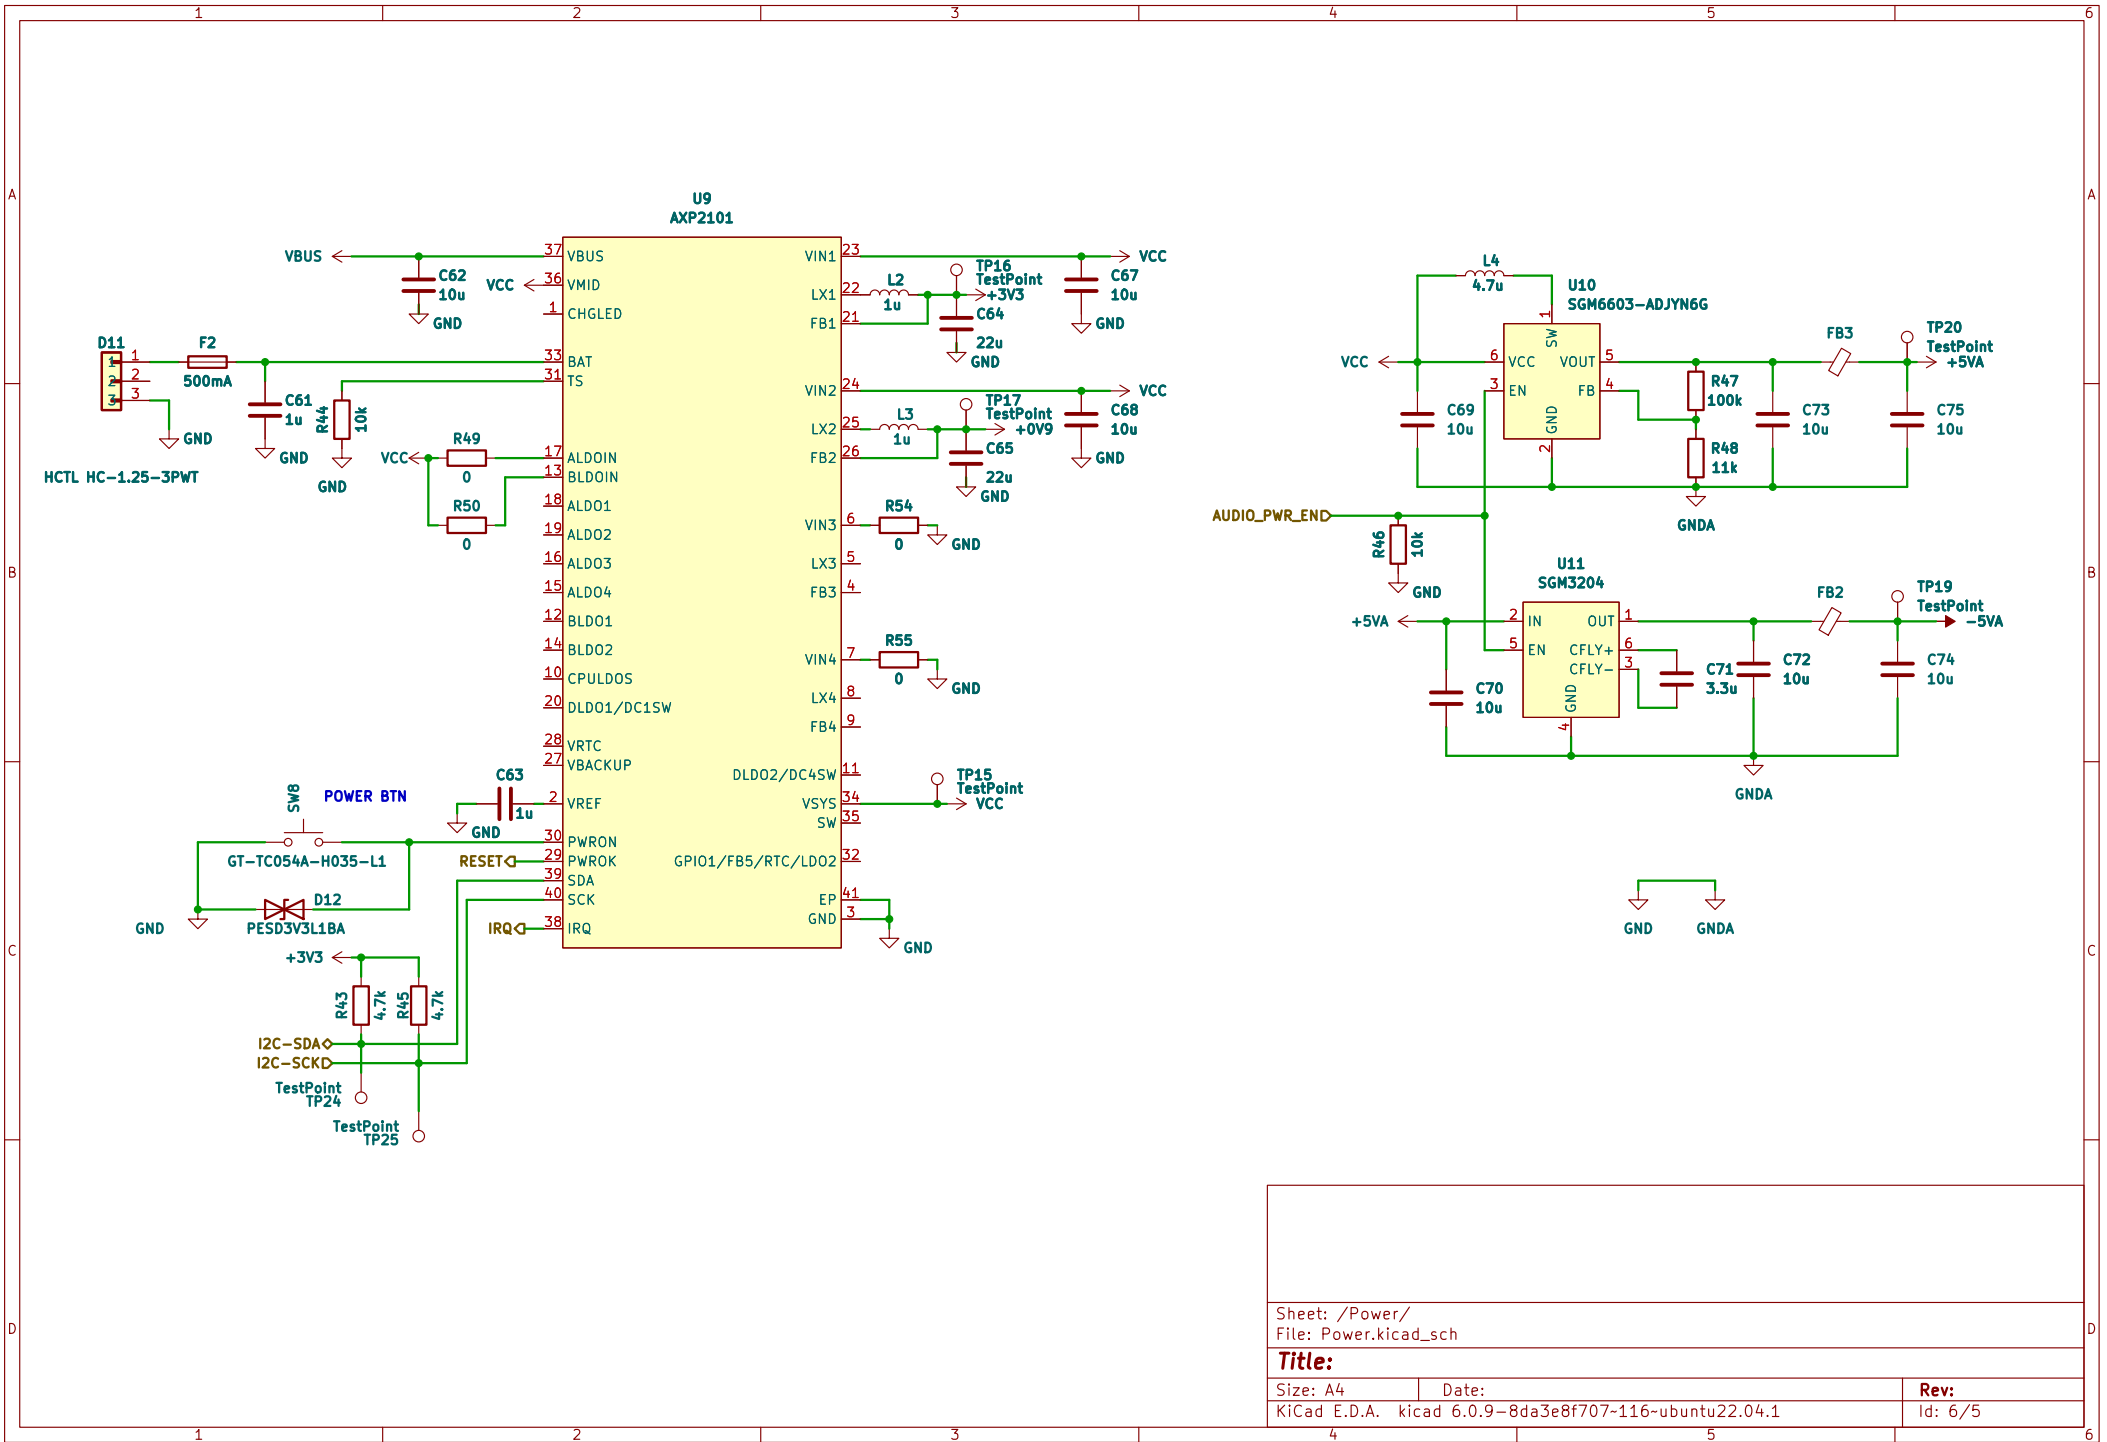 1 2 3 4 5 6
A A
B B
C C
D D
1 2 3 4 5 6
U9
AXP2101
VBUS
C62
10u
GND
VCC
37 VBUS
36 VMID
1 CHGLED
33 BAT
31 TS
17 ALDOIN
13 BLDOIN
18 ALDO1
19 ALDO2
16 ALDO3
15 ALDO4
12 BLDO1
14 BLDO2
10 CPULDOS
20 DLDO1/DC1SW
28 VRTC
27 VBACKUP
2 VREF
30 PWRON
29 PWROK
39 SDA
40 SCK
38 IRQ
VIN1 23
LX1 22
FB1 21
VIN2 24
LX2 25
FB2 26
VIN3 6
LX3 5
FB3 4
VIN4 7
LX4 8
FB4 9
DLDO2/DC4SW 11
VSYS 34
SW 35
GPIO1/FB5/RTC/LDO2 32
EP 41
GND 3
D11
1 1
2 2
3 3
F2
500mA
GND
HCTL HC-1.25-3PWT
C61
1u
GND
R44
10k
GND
VCC
R49
0
R50
0
C63
1u
GND
SW8
POWER BTN
GT-TC054A-H035-L1
D12
PESD3V3L1BA
GND
RESET
IRQ
+3V3
R43
4.7k
R45
4.7k
I2C-SDA
I2C-SCK
TestPoint
TP24
TestPoint
TP25
VCC
C67
10u
GND
L2
1u
TP16
TestPoint
+3V3
C64
22u
GND
VCC
C68
10u
GND
L3
1u
TP17
TestPoint
+0V9
C65
22u
GND
R54
0
GND
R55
0
GND
TP15
TestPoint
VCC
GND
L4
4.7u
U10
SGM6603-ADJYN6G
VCC
6 VCC
3 EN
1 SW
2 GND
VOUT 5
FB 4
C69
10u
R47
100k
R48
11k
C73
10u
FB3
TP20
TestPoint
+5VA
C75
10u
GNDA
AUDIO_PWR_EN
R46
10k
GND
U11
SGM3204
+5VA
2 IN
5 EN
4 GND
OUT 1
CFLY+ 6
CFLY- 3
C70
10u
C71
3.3u
C72
10u
FB2
TP19
TestPoint
-5VA
C74
10u
GNDA
GND
GNDA
Sheet: /Power/
File: Power.kicad_sch
Title:
Size: A4 Date: Rev:
KiCad E.D.A. kicad 6.0.9-8da3e8f707~116~ubuntu22.04.1 Id: 6/5